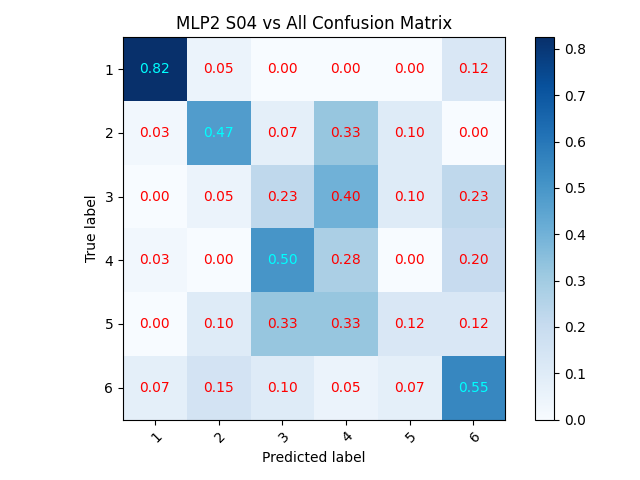 MLP2 S04 vs All Confusion Matrix
True label
1 0.82 0.05 0.00 0.00 0.00 0.12
2 0.03 0.47 0.07 0.33 0.10 0.00
3 0.00 0.05 0.23 0.40 0.10 0.23
4 0.03 0.00 0.50 0.28 0.00 0.20
5 0.00 0.10 0.33 0.33 0.12 0.12
6 0.07 0.15 0.10 0.05 0.07 0.55
1 2 3 4 5 6
Predicted label
0.8
0.7
0.6
0.5
0.4
0.3
0.2
0.1
0.0